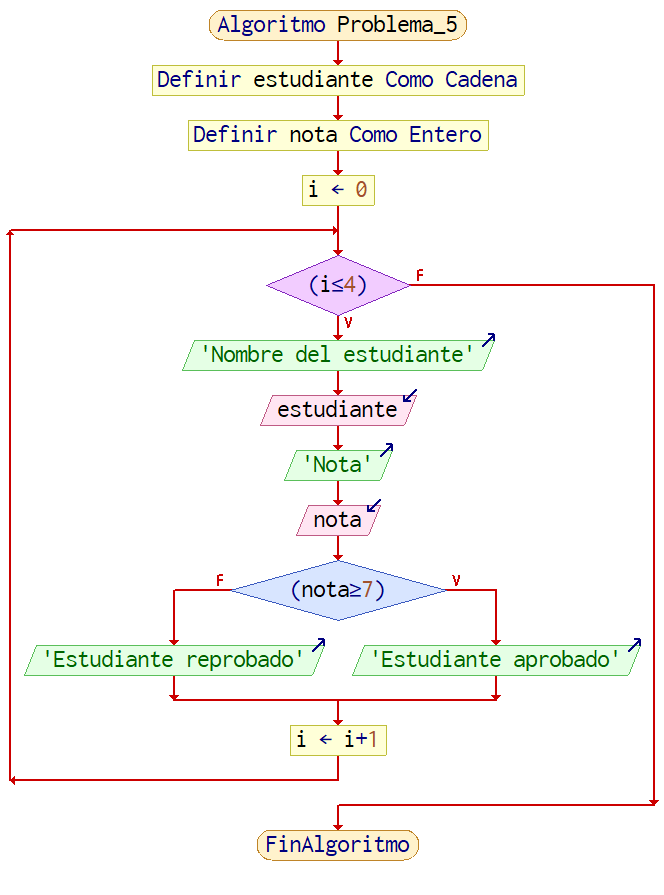 Algoritmo Problema_5
Definir estudiante Como Cadena
Definir nota Como Entero
i ← 0
(i≤4)
F
V
'Nombre del estudiante'
estudiante
'Nota'
nota
(nota≥7)
F
V
'Estudiante reprobado'
'Estudiante aprobado'
i ← i+1
FinAlgoritmo